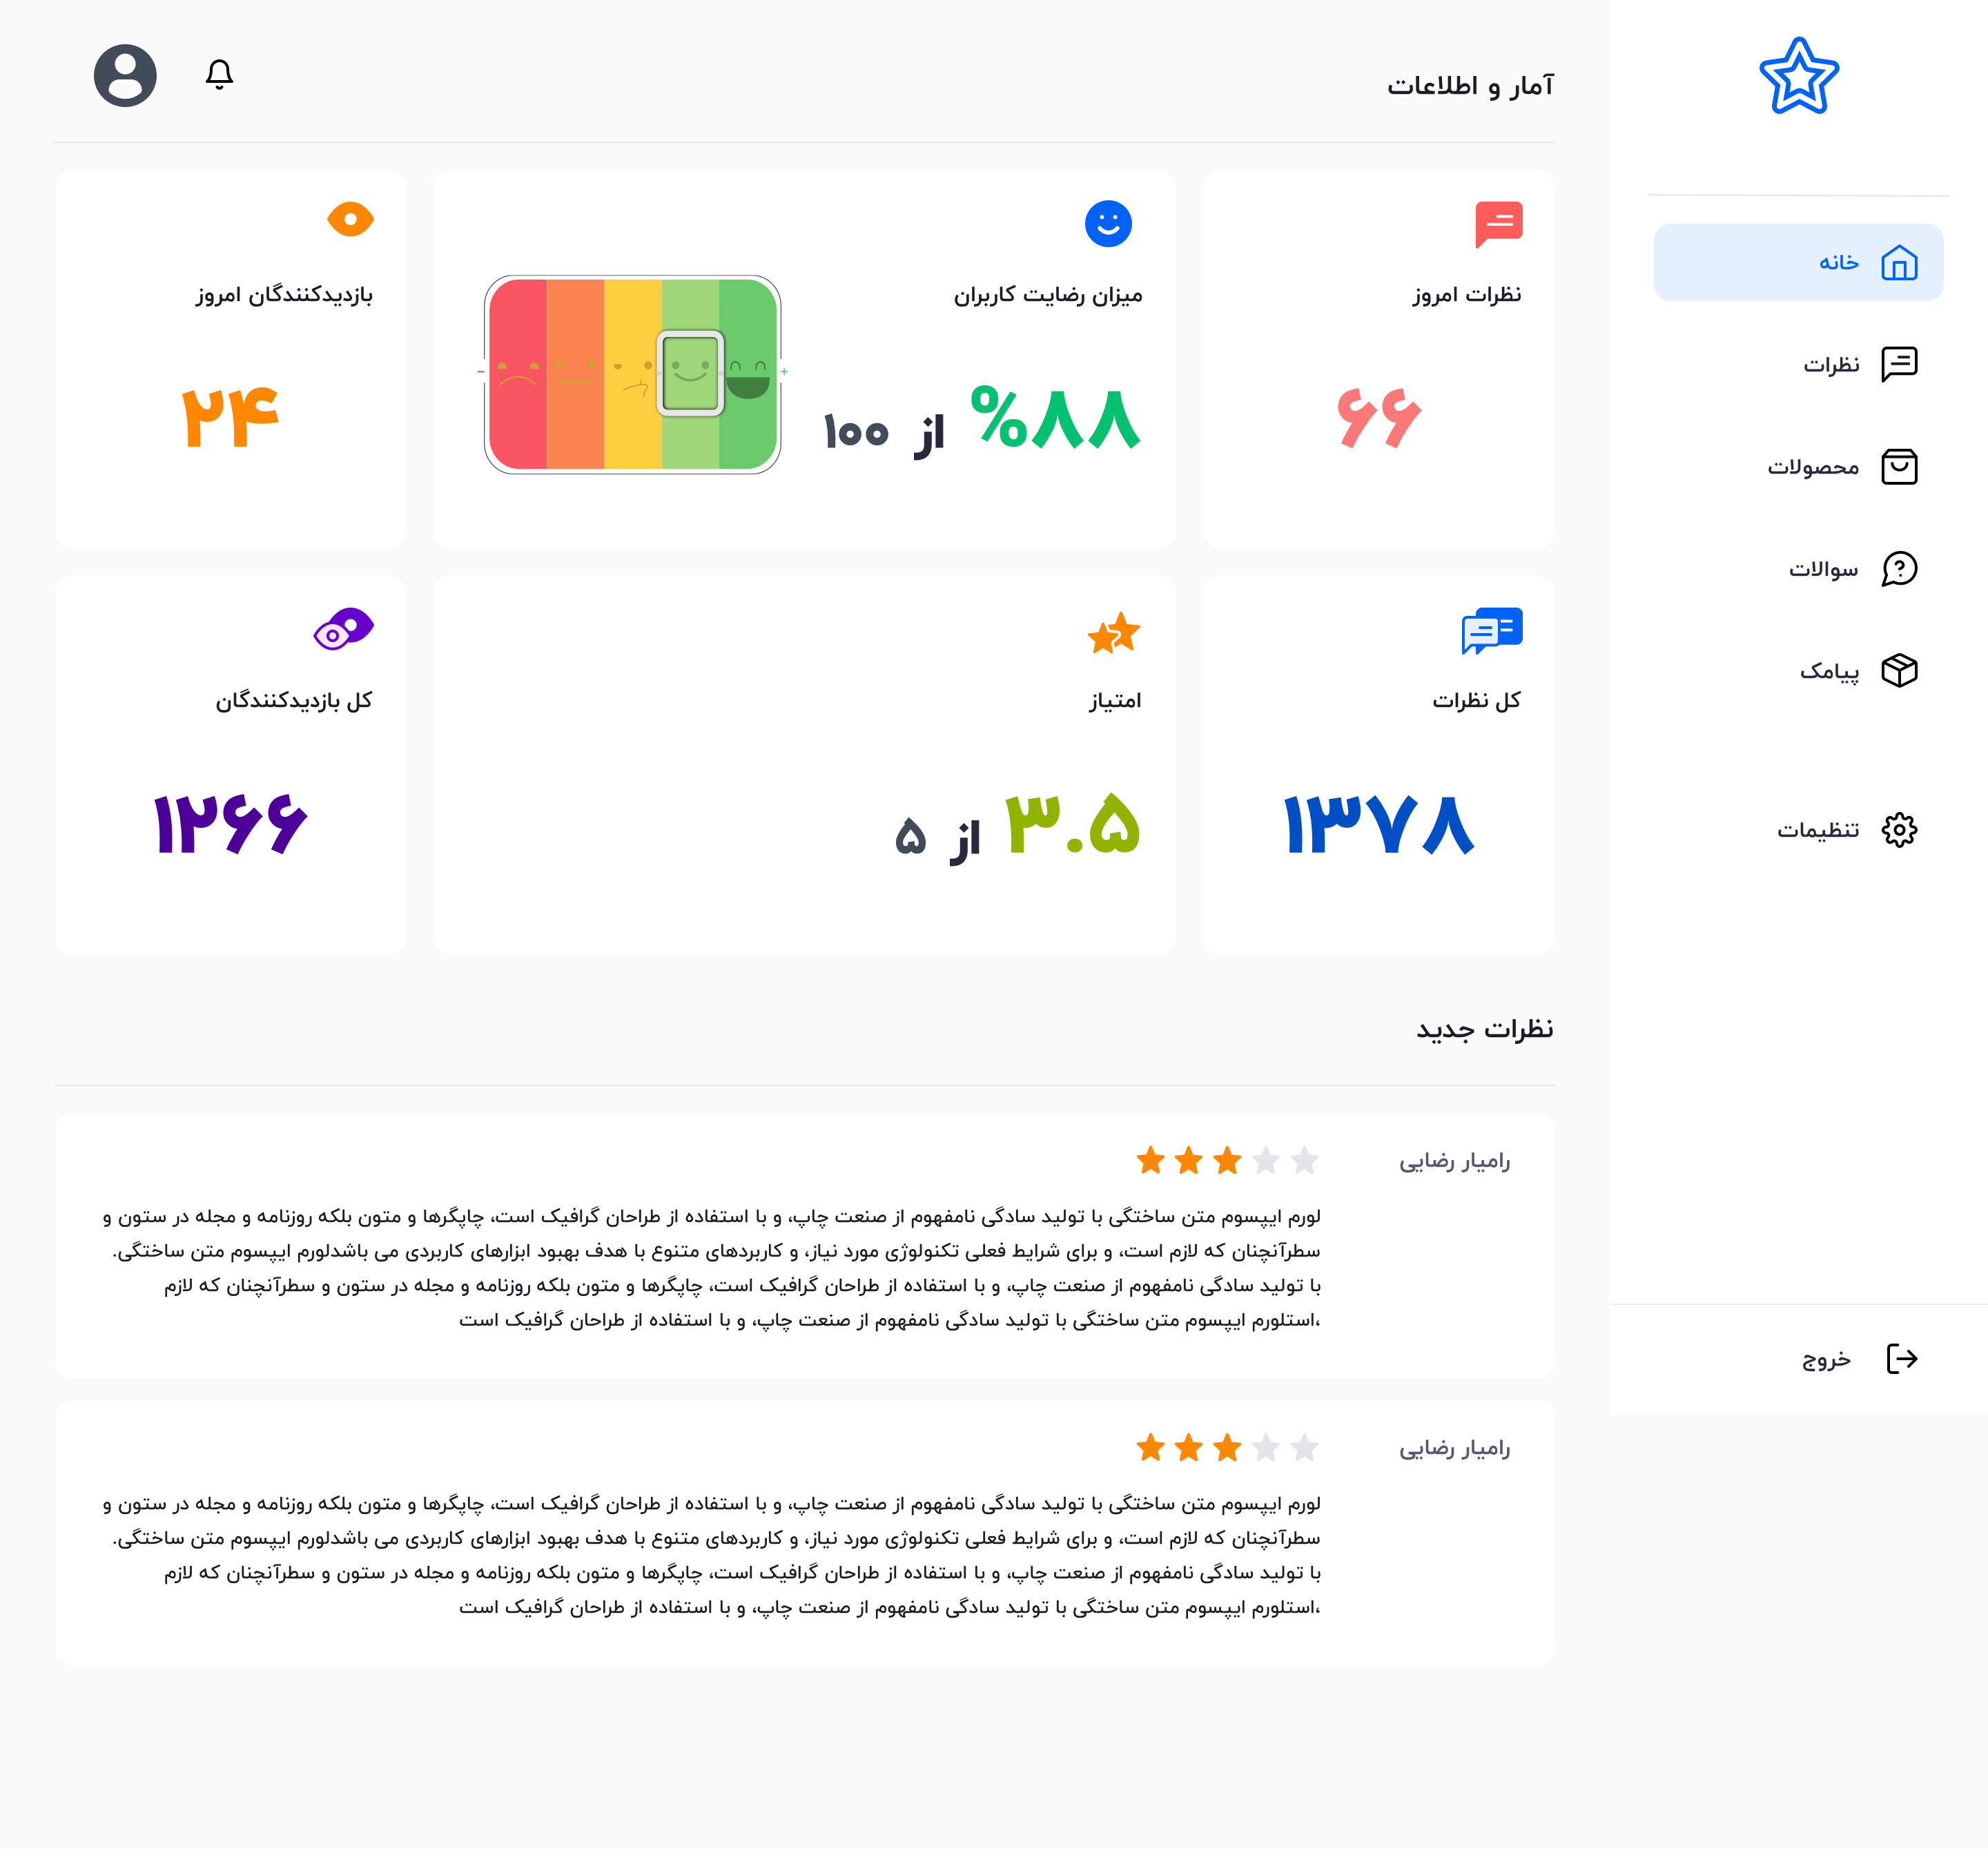 خانه
نظرات
محصولات
سوالات
پیامک
تنظیمات
خروج
آمار و اطلاعات
نظرات امروز
۶۶
میزان رضایت کاربران
۸۸% از ۱۰۰
+
-
بازدیدکنندگان امروز
۲۴
کل نظرات
۱۳۷۸
امتیاز
۳.۵ از ۵
کل بازدیدکنندگان
۱۲۶۶
نظرات جدید
رامیار رضایی
لورم ایپسوم متن ساختگی با تولید سادگی نامفهوم از صنعت چاپ، و با استفاده از طراحان گرافیک است، چاپگرها و متون بلکه روزنامه و مجله در ستون و
سطرآنچنان که لازم است، و برای شرایط فعلی تکنولوژی مورد نیاز، و کاربردهای متنوع با هدف بهبود ابزارهای کاربردی می باشدلورم ایپسوم متن ساختگی.
با تولید سادگی نامفهوم از صنعت چاپ، و با استفاده از طراحان گرافیک است، چاپگرها و متون بلکه روزنامه و مجله در ستون و سطرآنچنان که لازم
،استلورم ایپسوم متن ساختگی با تولید سادگی نامفهوم از صنعت چاپ، و با استفاده از طراحان گرافیک است
رامیار رضایی
لورم ایپسوم متن ساختگی با تولید سادگی نامفهوم از صنعت چاپ، و با استفاده از طراحان گرافیک است، چاپگرها و متون بلکه روزنامه و مجله در ستون و
سطرآنچنان که لازم است، و برای شرایط فعلی تکنولوژی مورد نیاز، و کاربردهای متنوع با هدف بهبود ابزارهای کاربردی می باشدلورم ایپسوم متن ساختگی.
با تولید سادگی نامفهوم از صنعت چاپ، و با استفاده از طراحان گرافیک است، چاپگرها و متون بلکه روزنامه و مجله در ستون و سطرآنچنان که لازم
،استلورم ایپسوم متن ساختگی با تولید سادگی نامفهوم از صنعت چاپ، و با استفاده از طراحان گرافیک است